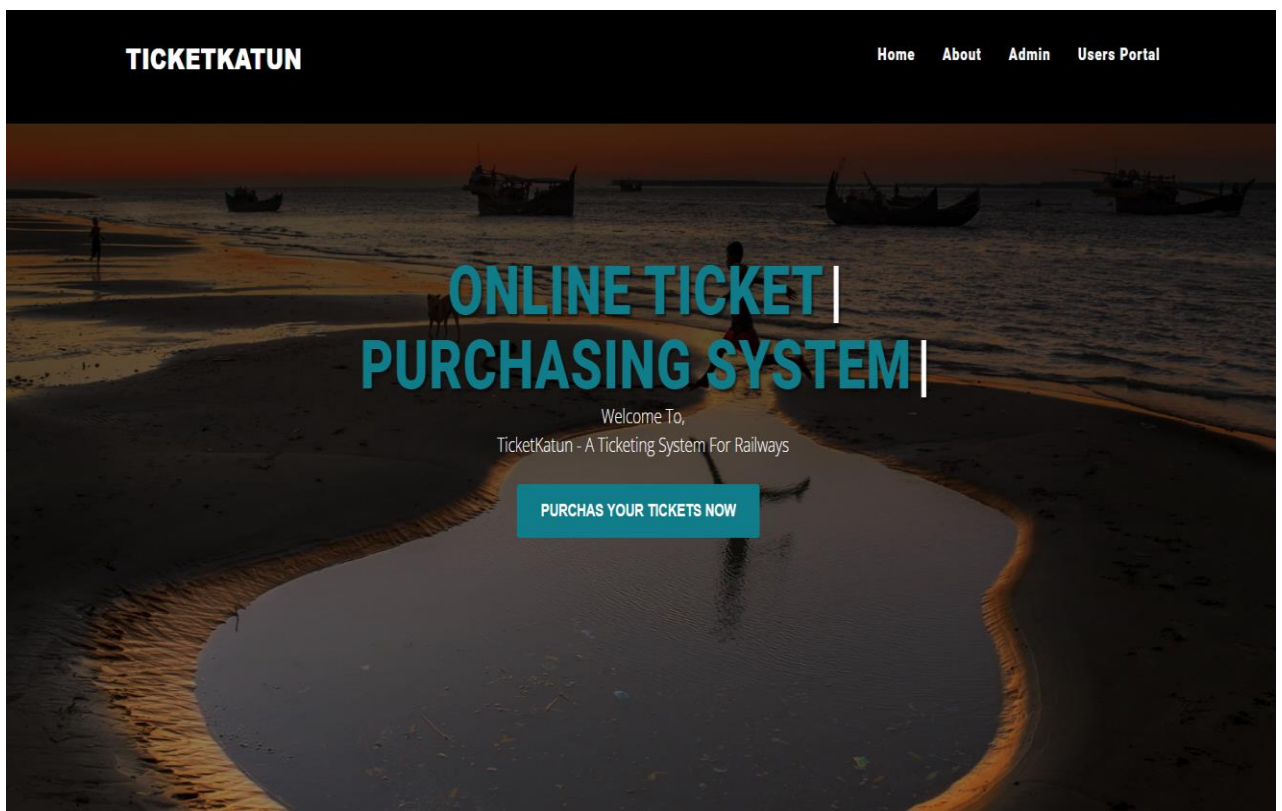 TICKETKATUN
Home About Admin Users Portal
ONLINE TICKET|
PURCHASING SYSTEM|
Welcome To,
TicketKatun - A Ticketing System For Railways
PURCHAS YOUR TICKETS NOW